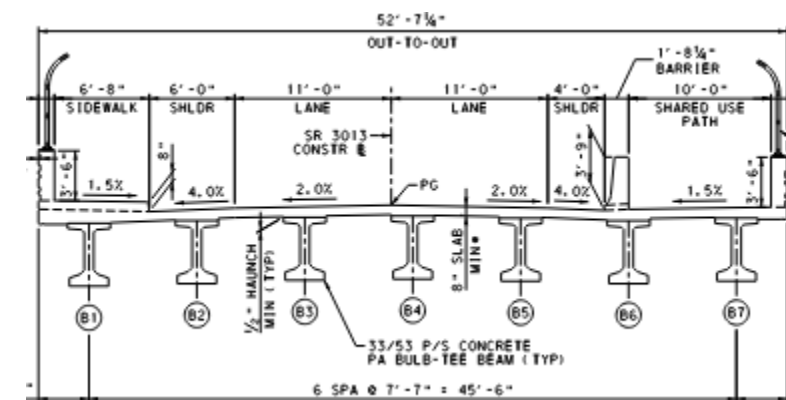 52'-7¼"
OUT-TO-OUT
1'-8¼"
BARRIER
6'-8" 6'-0" 11'-0" 11'-0" 4'-0" 10'-0"
SIDEWALK SHLDR LANE LANE SHLDR SHARED USE
PATH
SR 3013
CONSTR ℄
3'-6"
8"
3'-9"
3'-6"
1.5% 4.0% 2.0% PG 2.0% 4.0% 1.5%
½" HAUNCH
MIN (TYP)
8" SLAB
MIN*
B1 B2 B3 B4 B5 B6 B7
33/53 P/S CONCRETE
PA BULB-TEE BEAM (TYP)
6 SPA @ 7'-7" = 45'-6"